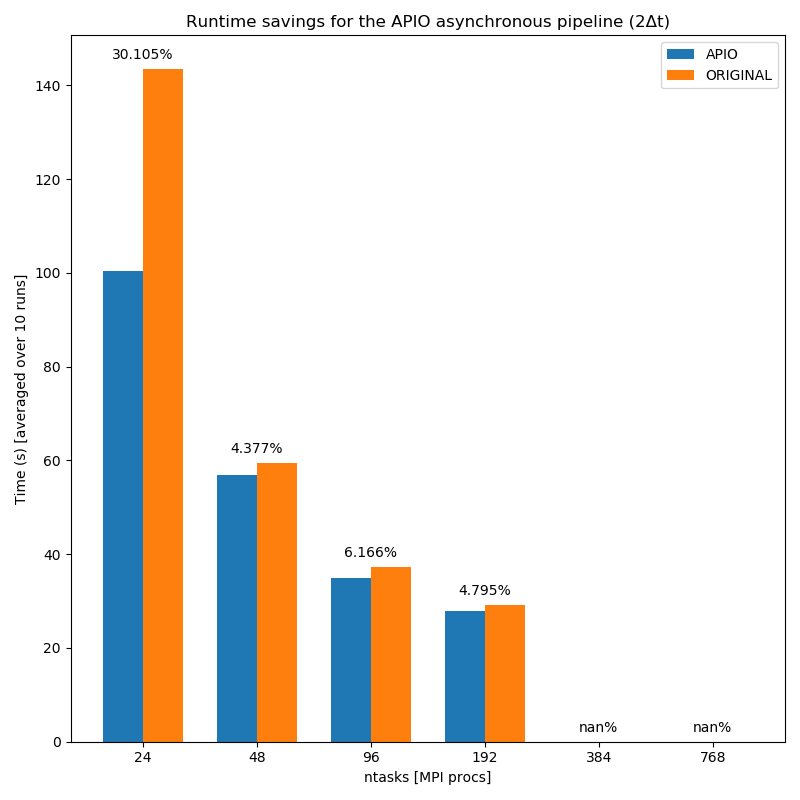 Runtime savings for the APIO asynchronous pipeline (2Δt)
APIO
ORIGINAL
30.105%
4.377%
6.166%
4.795%
nan%
nan%
Time (s) [averaged over 10 runs]
140
120
100
80
60
40
20
0
24
48
96
192
384
768
ntasks [MPI procs]